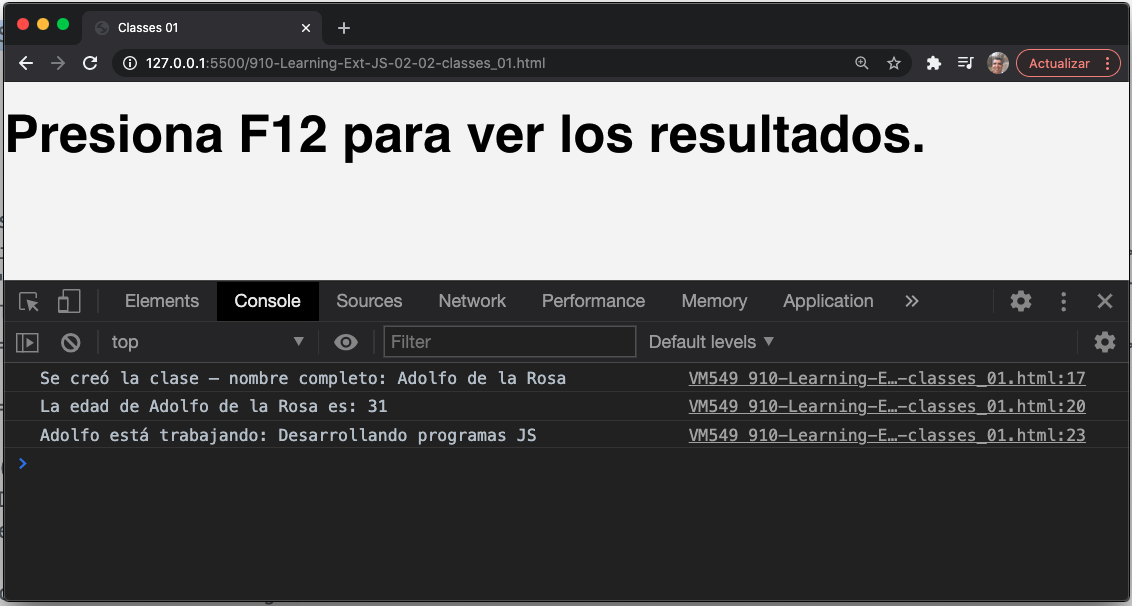 Classes 01
127.0.0.1:5500/910-Learning-Ext-JS-02-02-classes_01.html
Actualizar
Presiona F12 para ver los resultados.
Elements Console Sources Network Performance Memory Application »
top Filter Default levels
Se creó la clase – nombre completo: Adolfo de la Rosa VM549 910-Learning-E…-classes_01.html:17
La edad de Adolfo de la Rosa es: 31 VM549 910-Learning-E…-classes_01.html:20
Adolfo está trabajando: Desarrollando programas JS VM549 910-Learning-E…-classes_01.html:23